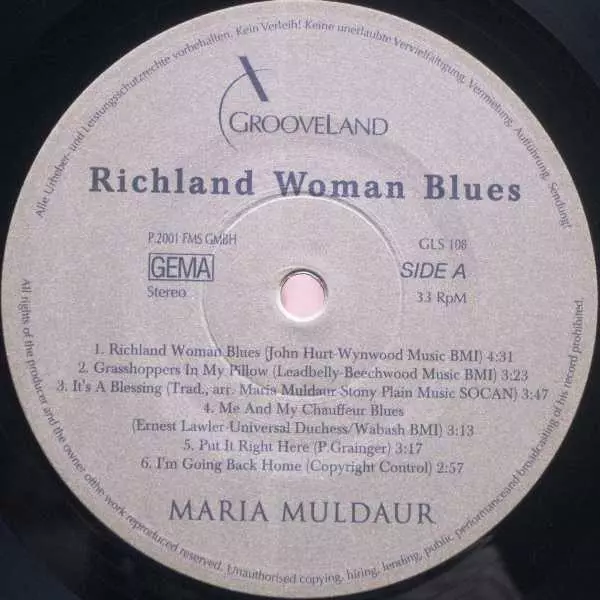 Alle Urheber- und Leistungsschutzrechte vorbehalten. Kein Verleih! Keine unerlaubte Vervielfältigung, Vermietung, Aufführung, Sendung!
GROOVELAND
Richland Woman Blues
P.2001 FMS GMBH
GLS 108
GEMA
SIDE A
Stereo
33 RPM
1. Richland Woman Blues (John Hurt-Wynwood Music BMI) 4:31
2. Grasshoppers In My Pillow (Leadbelly-Beechwood Music BMI) 3:23
3. It's A Blessing (Trad., arr. Maria Muldaur-Stony Plain Music SOCAN) 3:47
4. Me And My Chauffeur Blues
(Ernest Lawler-Universal Duchess/Wabash BMI) 3:13
5. Put It Right Here (P.Grainger) 3:17
6. I'm Going Back Home (Copyright Control) 2:57
MARIA MULDAUR
All rights of the producer and the owner ofthe work reproduced reserved. Unauthorised copying, hiring, lending, public performanceand broadcasting of his record prohibited.